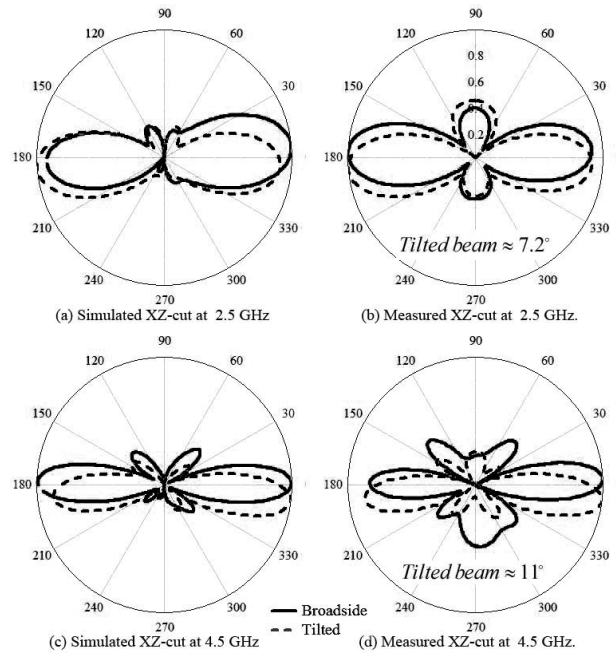 90 90
120 60 120 0.8 60
0.6
150 30 150 30
0.2
180 180
210 330 210 330
Tilted beam ≈ 7.2°
240 300 240 300
270 270
(a) Simulated XZ-cut at 2.5 GHz (b) Measured XZ-cut at 2.5 GHz.
90 90
120 60 120 60
150 30 150 30
180 180
210 330 210 330
Tilted beam ≈ 11°
240 300 240 300
270 Broadside 270
Tilted
(c) Simulated XZ-cut at 4.5 GHz (d) Measured XZ-cut at 4.5 GHz.